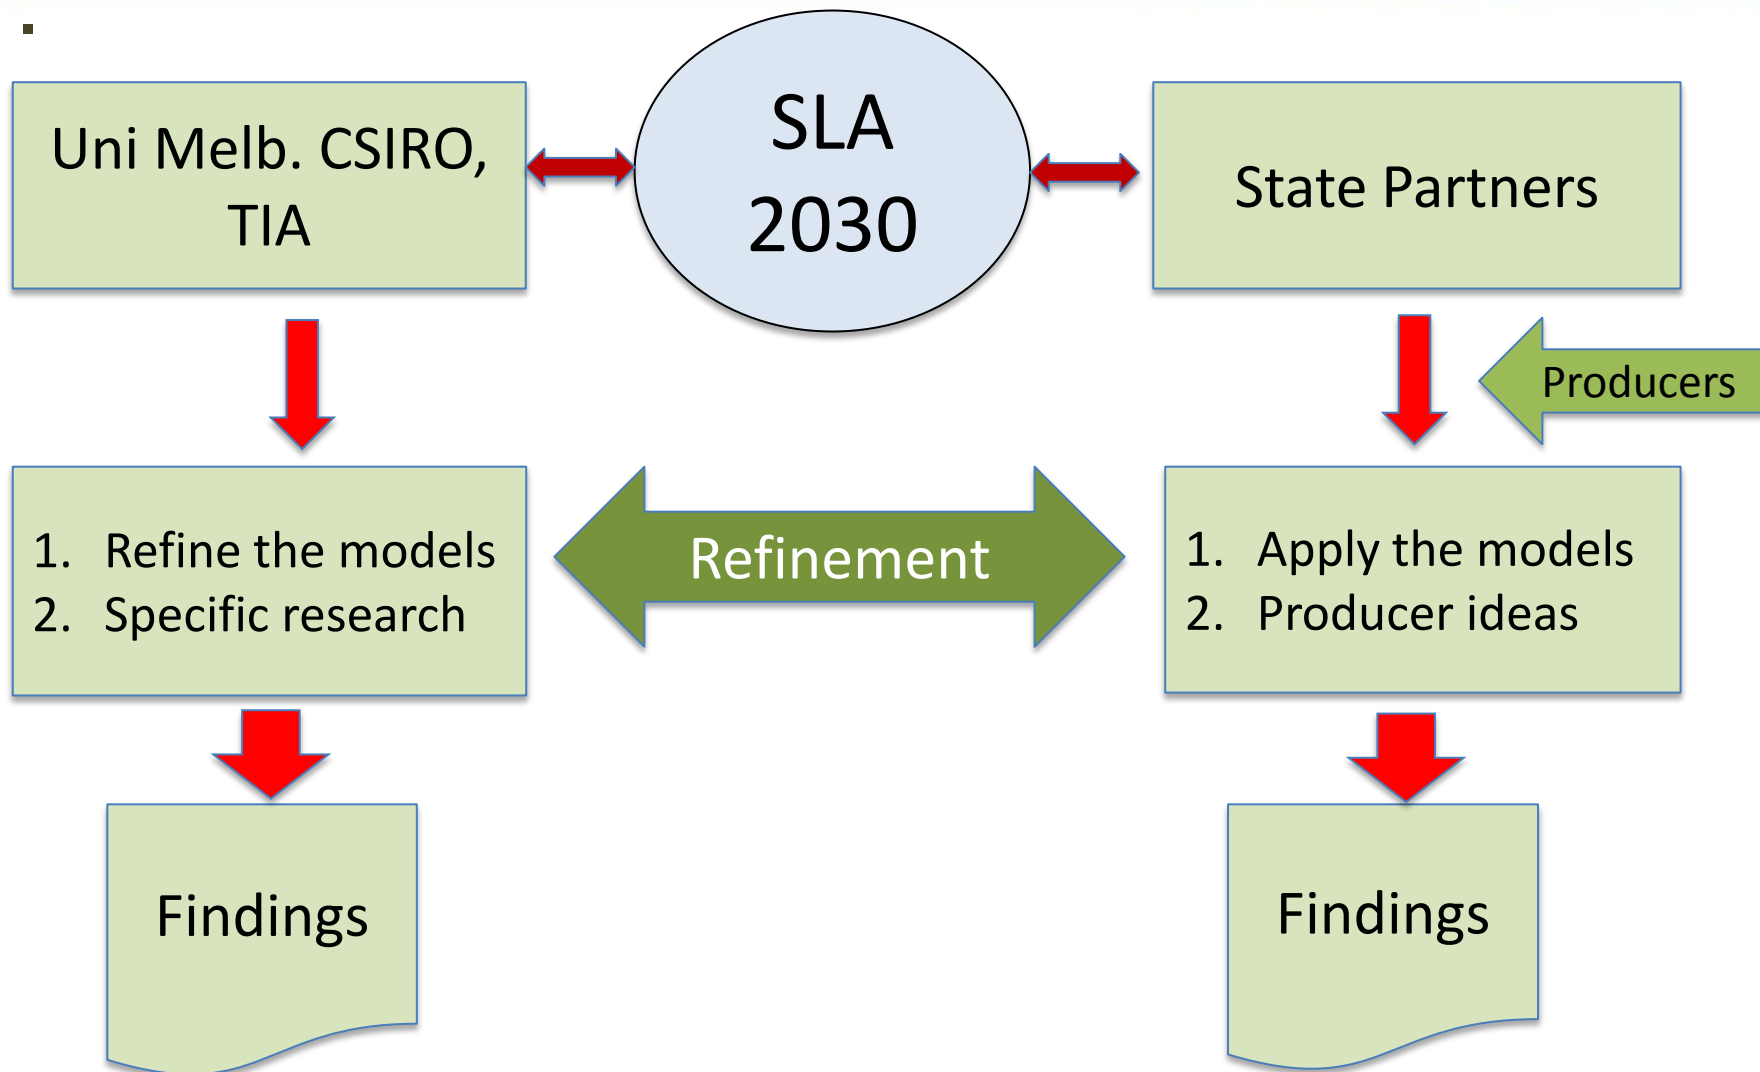 Uni Melb. CSIRO,
TIA
SLA
2030
State Partners
Producers
1. Refine the models
2. Specific research
Refinement
1. Apply the models
2. Producer ideas
Findings
Findings